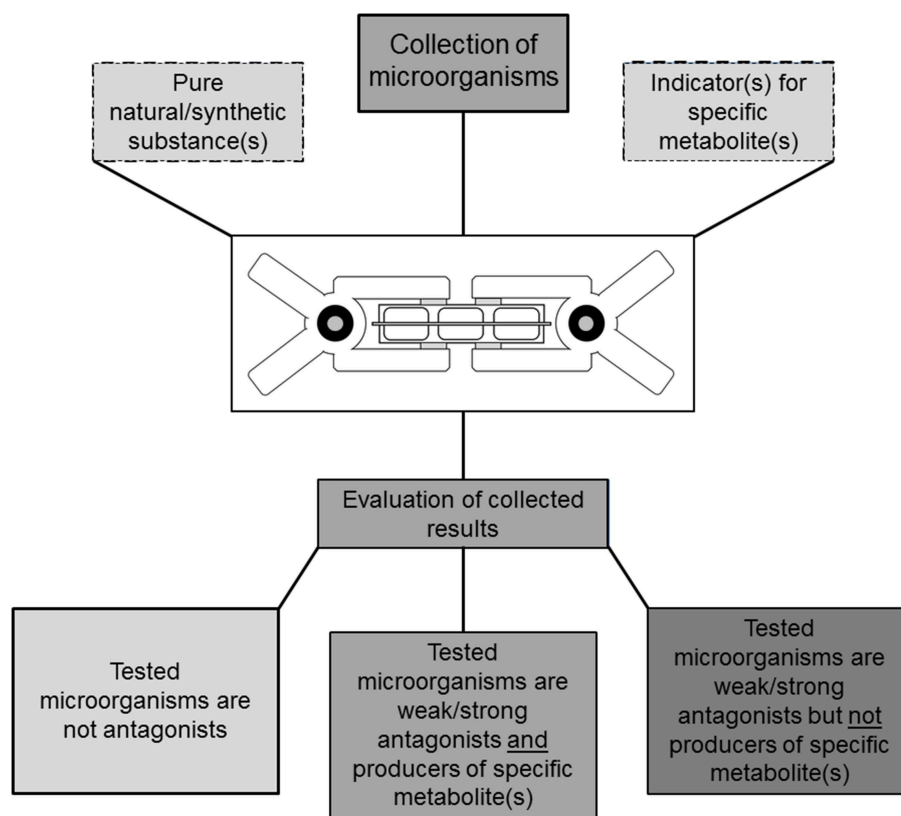 Collection of
microorganisms
Pure
natural/synthetic
substance(s)
Indicator(s) for
specific
metabolite(s)
Evaluation of collected
results
Tested
microorganisms are
not antagonists
Tested
microorganisms are
weak/strong
antagonists and
producers of specific
metabolite(s)
Tested
microorganisms are
weak/strong
antagonists but not
producers of specific
metabolite(s)